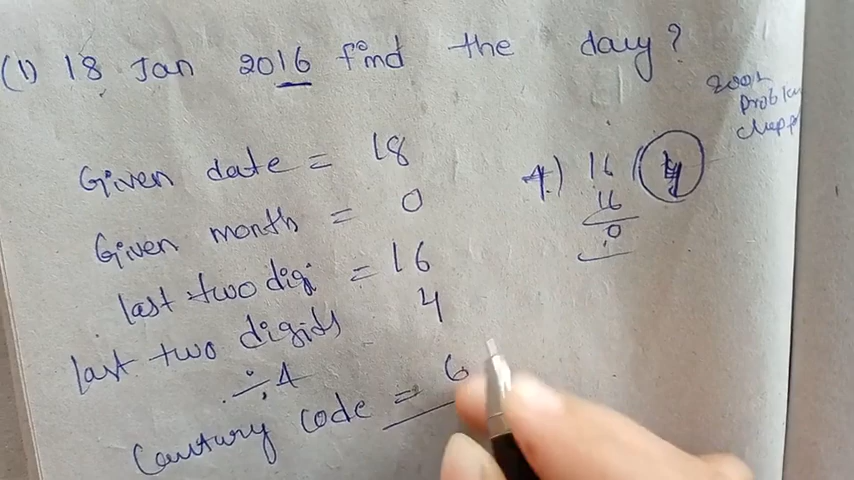 (1) 18 Jan 2016 find the day?
Given date = 18
Given month = 0
last two digi = 16
last two digits 4
÷4
Century code = 6
4) 16 ( 4
16
0